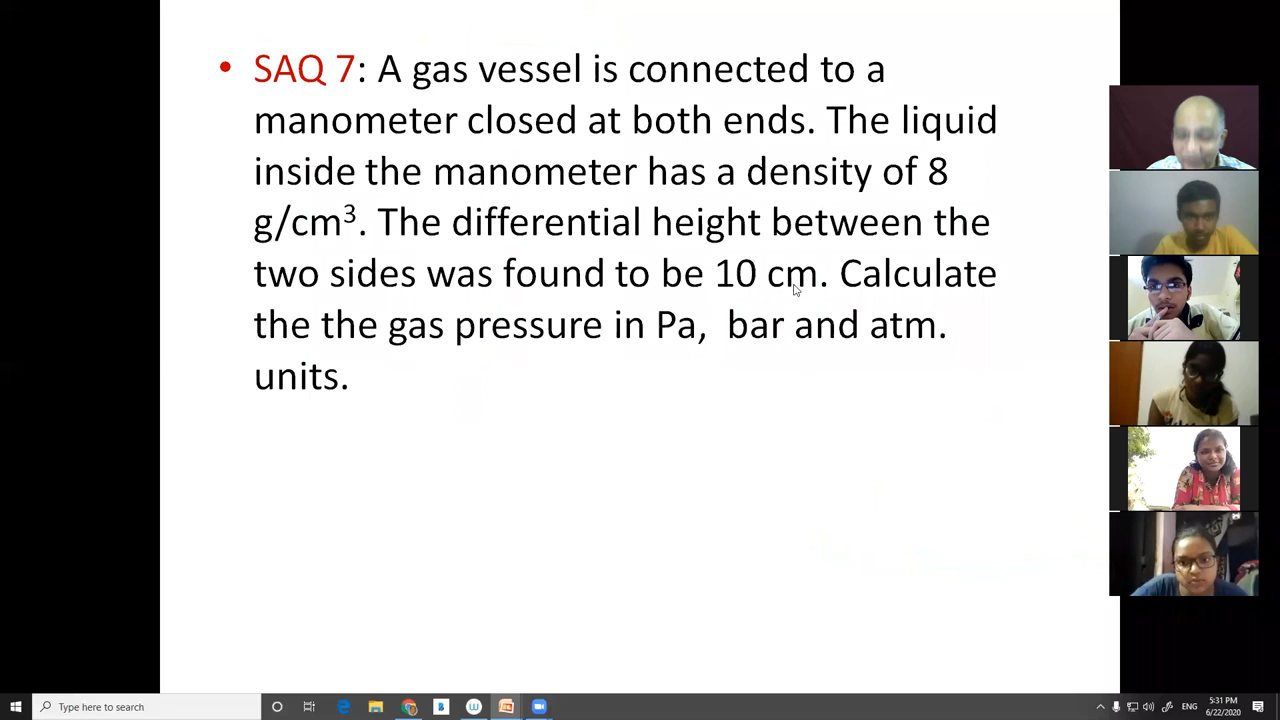 • SAQ 7: A gas vessel is connected to a
manometer closed at both ends. The liquid
inside the manometer has a density of 8
g/cm³. The differential height between the
two sides was found to be 10 cm. Calculate
the the gas pressure in Pa,  bar and atm.
units.
Type here to search
ENG
5:31 PM
6/22/2020